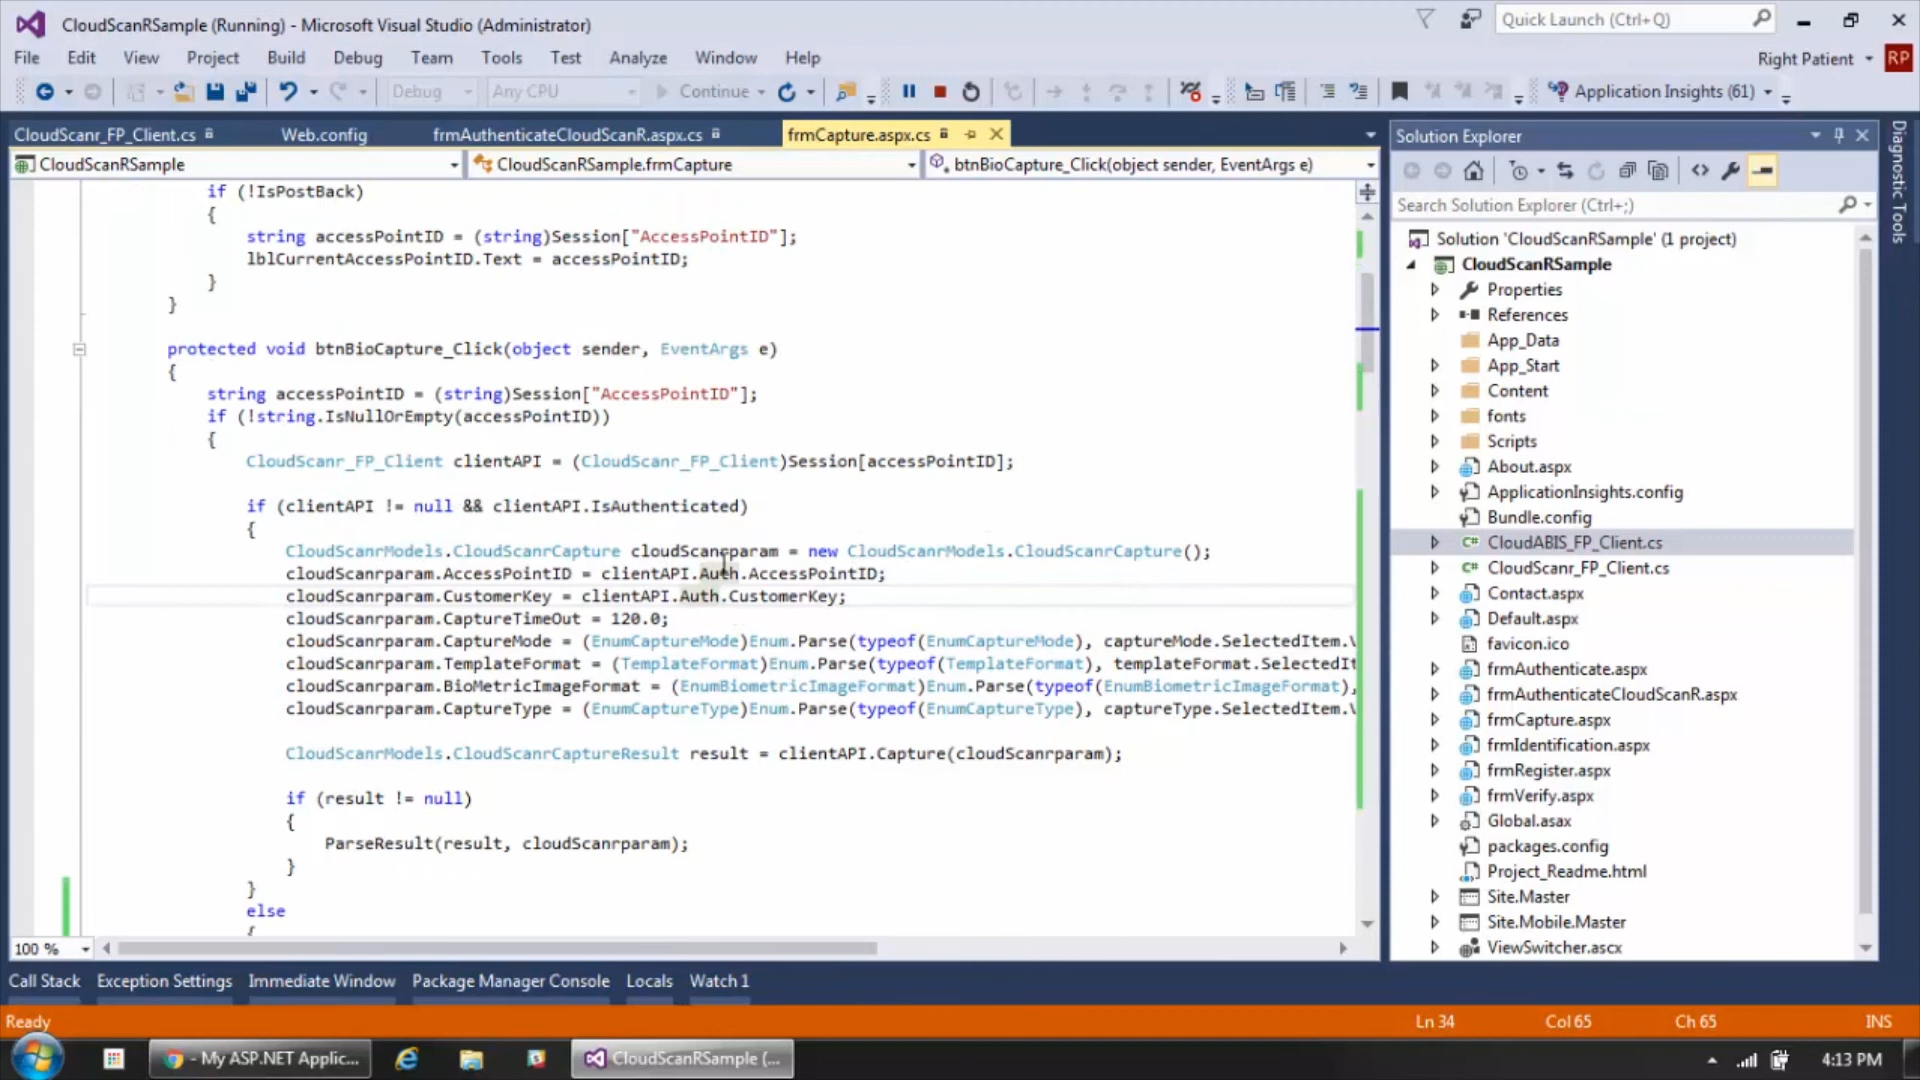 CloudScanRSample (Running) - Microsoft Visual Studio (Administrator)
Quick Launch (Ctrl+Q)
File Edit View Project Build Debug Team Tools Test Analyze Window Help
Right Patient
RP
Debug
Any CPU
Continue
Application Insights (61)
CloudScanr_FP_Client.cs
Web.config
frmAuthenticateCloudScanR.aspx.cs
frmCapture.aspx.cs
CloudScanRSample
CloudScanRSample.frmCapture
btnBioCapture_Click(object sender, EventArgs e)
if (!IsPostBack)
{
string accessPointID = (string)Session["AccessPointID"];
lblCurrentAccessPointID.Text = accessPointID;
}
}
protected void btnBioCapture_Click(object sender, EventArgs e)
{
string accessPointID = (string)Session["AccessPointID"];
if (!string.IsNullOrEmpty(accessPointID))
{
CloudScanr_FP_Client clientAPI = (CloudScanr_FP_Client)Session[accessPointID];
if (clientAPI != null && clientAPI.IsAuthenticated)
{
CloudScanrModels.CloudScanrCapture cloudScanrparam = new CloudScanrModels.CloudScanrCapture();
cloudScanrparam.AccessPointID = clientAPI.Auth.AccessPointID;
cloudScanrparam.CustomerKey = clientAPI.Auth.CustomerKey;
cloudScanrparam.CaptureTimeOut = 120.0;
cloudScanrparam.CaptureMode = (EnumCaptureMode)Enum.Parse(typeof(EnumCaptureMode), captureMode.SelectedItem.
cloudScanrparam.TemplateFormat = (TemplateFormat)Enum.Parse(typeof(TemplateFormat), templateFormat.SelectedIt
cloudScanrparam.BioMetricImageFormat = (EnumBiometricImageFormat)Enum.Parse(typeof(EnumBiometricImageFormat),
cloudScanrparam.CaptureType = (EnumCaptureType)Enum.Parse(typeof(EnumCaptureType), captureType.SelectedItem.
CloudScanrModels.CloudScanrCaptureResult result = clientAPI.Capture(cloudScanrparam);
if (result != null)
{
ParseResult(result, cloudScanrparam);
}
}
else
{
100 %
Solution Explorer
Search Solution Explorer (Ctrl+;)
Solution 'CloudScanRSample' (1 project)
CloudScanRSample
Properties
References
App_Data
App_Start
Content
fonts
Scripts
About.aspx
ApplicationInsights.config
Bundle.config
C# CloudABIS_FP_Client.cs
C# CloudScanr_FP_Client.cs
Contact.aspx
Default.aspx
favicon.ico
frmAuthenticate.aspx
frmAuthenticateCloudScanR.aspx
frmCapture.aspx
frmIdentification.aspx
frmRegister.aspx
frmVerify.aspx
Global.asax
packages.config
Project_Readme.html
Site.Master
Site.Mobile.Master
ViewSwitcher.ascx
Diagnostic Tools
Call Stack Exception Settings Immediate Window Package Manager Console Locals Watch 1
Ready
Ln 34 Col 65 Ch 65 INS
- My ASP.NET Applic...
CloudScanRSample (...
4:13 PM